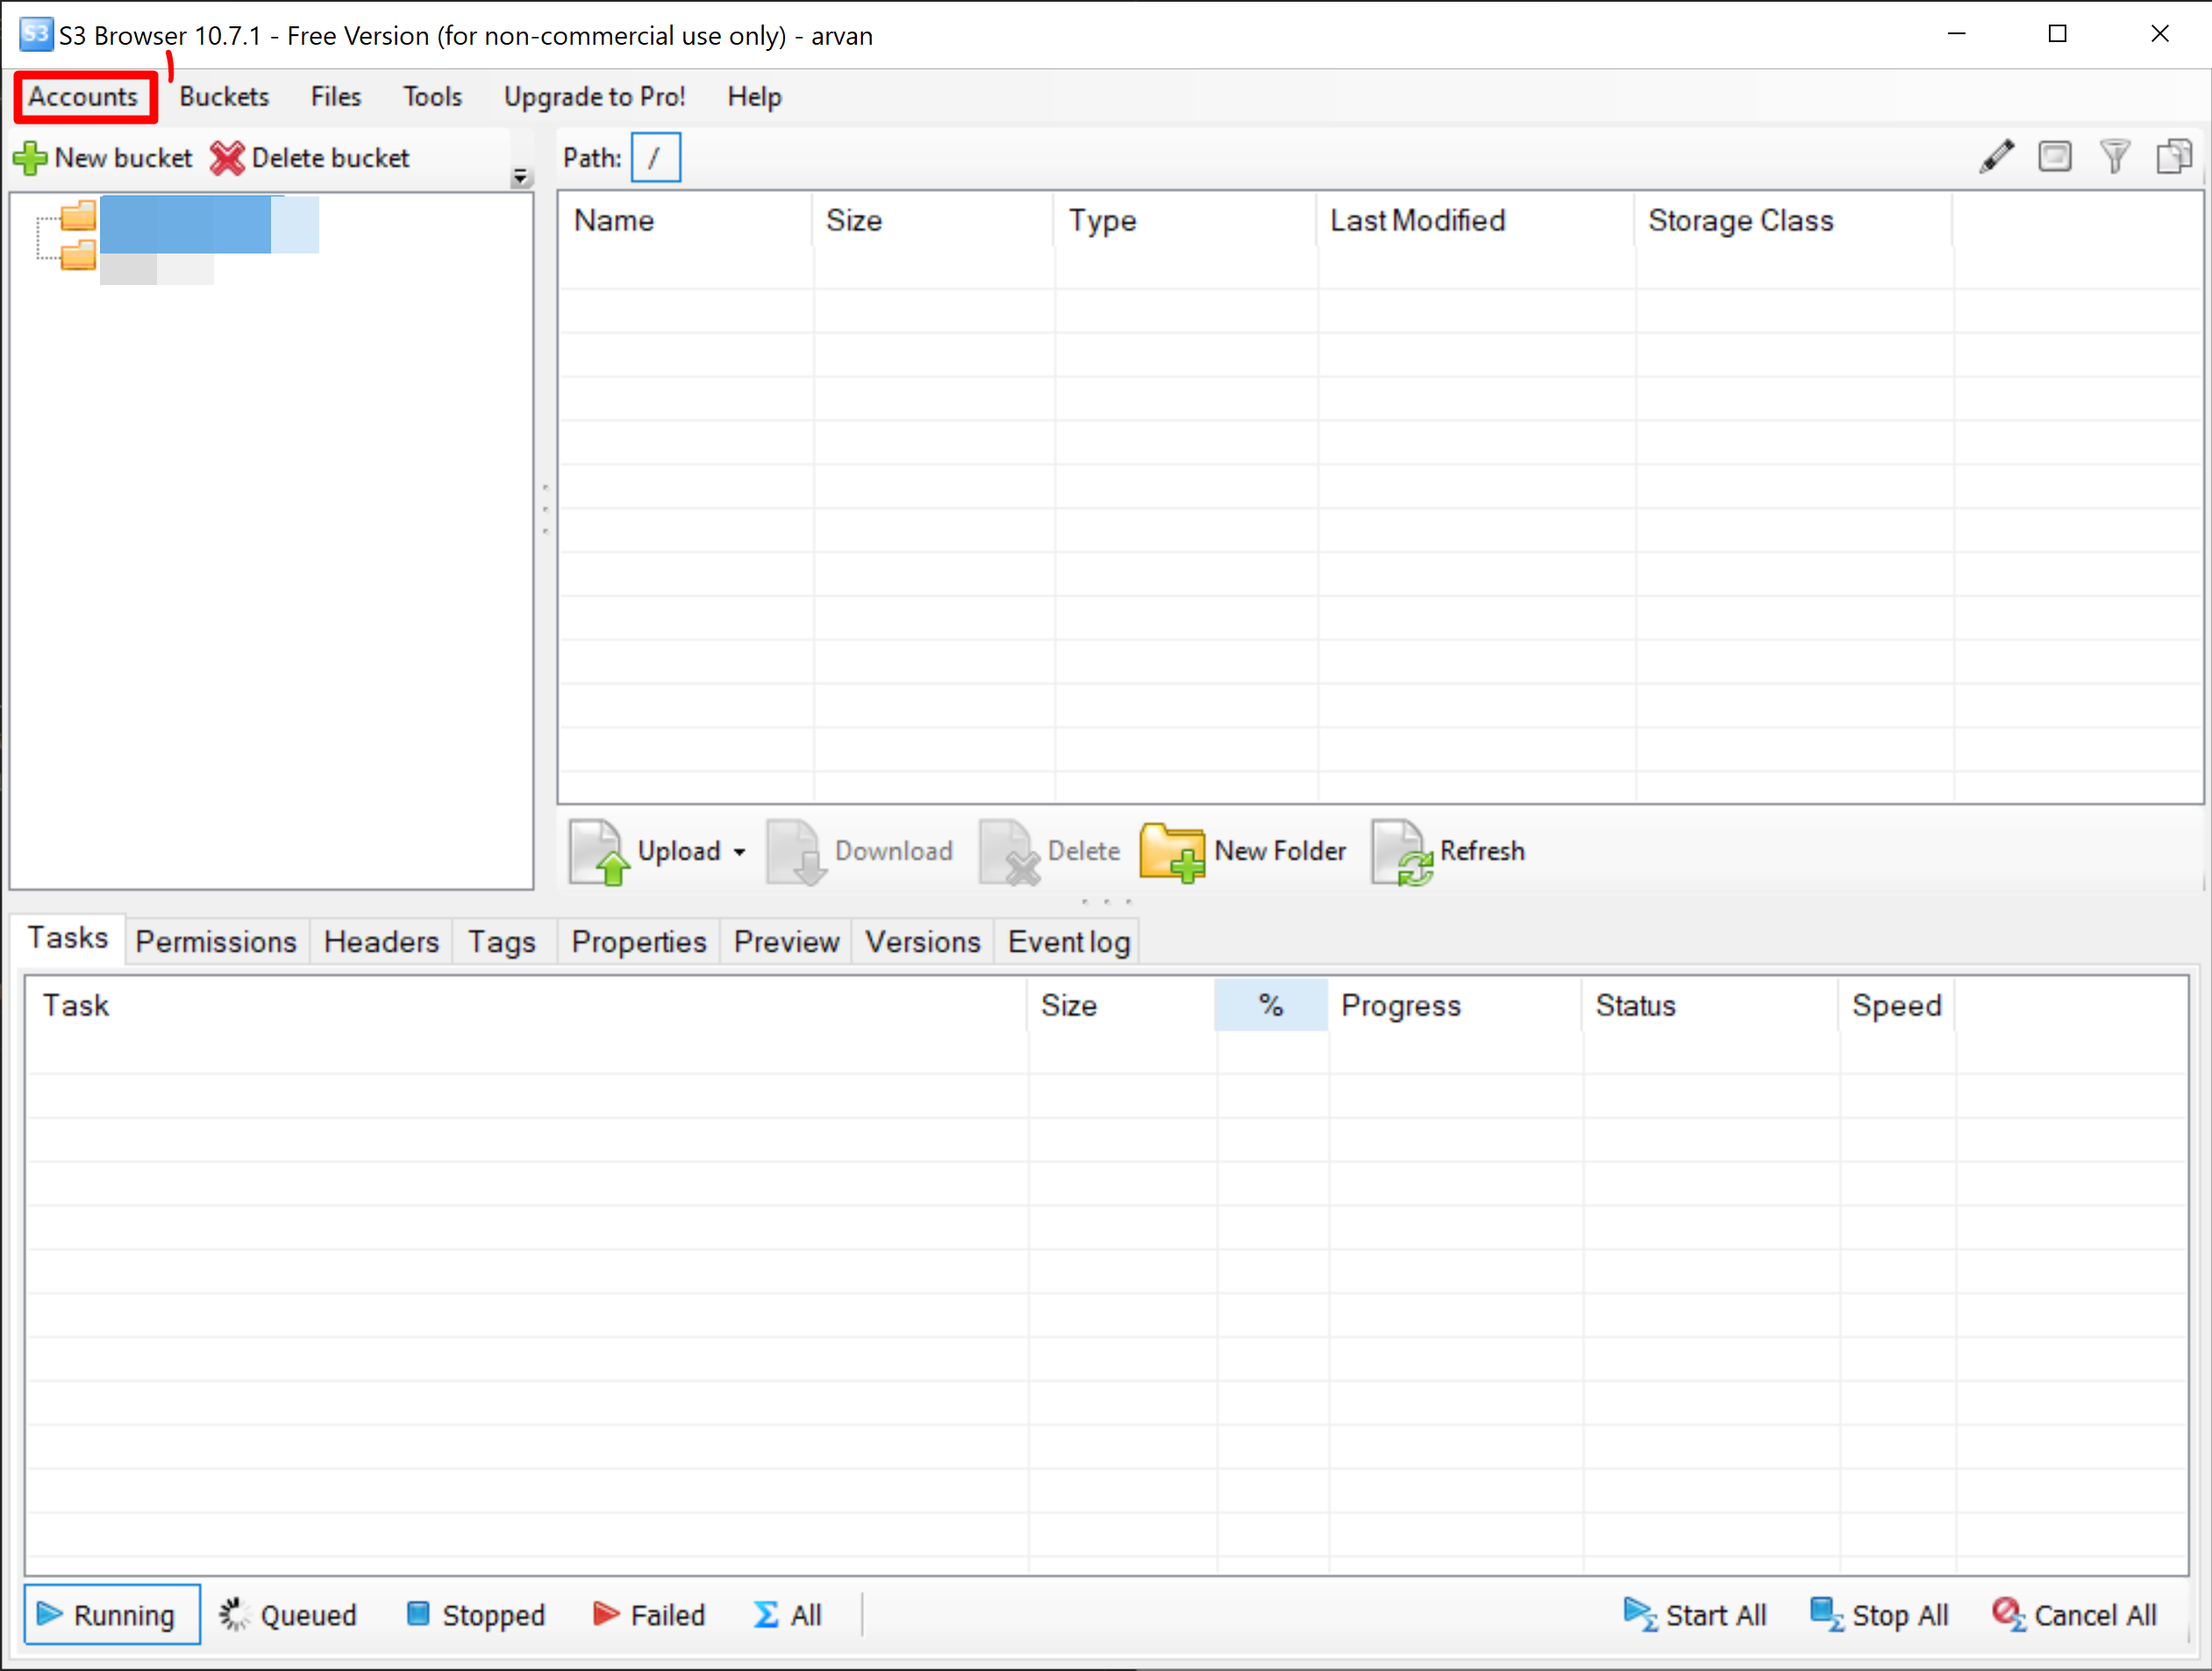 S3 Browser 10.7.1 - Free Version (for non-commercial use only) - arvan
Accounts Buckets Files Tools Upgrade to Pro! Help
New bucket Delete bucket
Path: /
Name Size Type Last Modified Storage Class
Upload Download Delete New Folder Refresh
Tasks Permissions Headers Tags Properties Preview Versions Event log
Task Size % Progress Status Speed
Running Queued Stopped Failed All Start All Stop All Cancel All